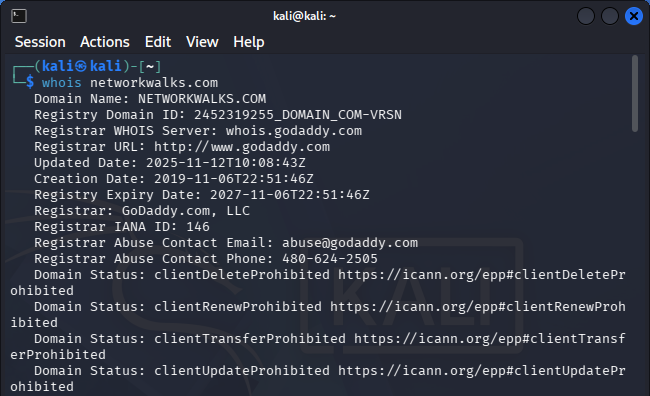 kali@kali: ~
Session Actions Edit View Help
┌──(kali㉿kali)-[~]
└─$ whois networkwalks.com
Domain Name: NETWORKWALKS.COM
Registry Domain ID: 2452319255_DOMAIN_COM-VRSN
Registrar WHOIS Server: whois.godaddy.com
Registrar URL: http://www.godaddy.com
Updated Date: 2025-11-12T10:08:43Z
Creation Date: 2019-11-06T22:51:46Z
Registry Expiry Date: 2027-11-06T22:51:46Z
Registrar: GoDaddy.com, LLC
Registrar IANA ID: 146
Registrar Abuse Contact Email: abuse@godaddy.com
Registrar Abuse Contact Phone: 480-624-2505
Domain Status: clientDeleteProhibited https://icann.org/epp#clientDeletePr
ohibited
Domain Status: clientRenewProhibited https://icann.org/epp#clientRenewProh
ibited
Domain Status: clientTransferProhibited https://icann.org/epp#clientTransf
erProhibited
Domain Status: clientUpdateProhibited https://icann.org/epp#clientUpdatePr
ohibited
KALI